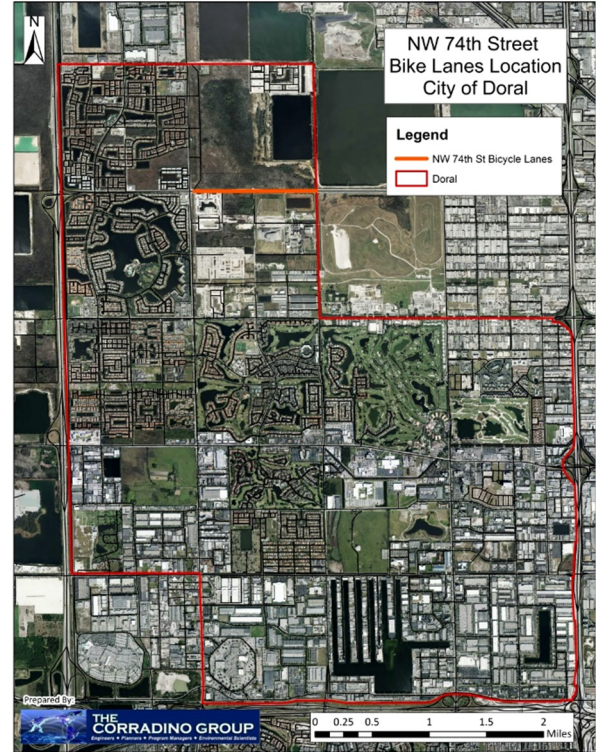 N
NW 74th Street
Bike Lanes Location
City of Doral
Legend
NW 74th St Bicycle Lanes
Doral
Prepared By:
THE
CORRADINO GROUP
Engineers • Planners • Program Managers • Environmental Scientists
0 0.25 0.5 1 1.5 2
Miles